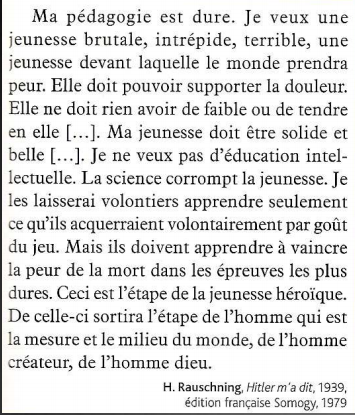 Ma pédagogie est dure. Je veux une
jeunesse brutale, intrépide, terrible, une
jeunesse devant laquelle le monde prendra
peur. Elle doit pouvoir supporter la douleur.
Elle ne doit rien avoir de faible ou de tendre
en elle [...]. Ma jeunesse doit être solide et
belle [...]. Je ne veux pas d'éducation intel-
lectuelle. La science corrompt la jeunesse. Je
les laisserai volontiers apprendre seulement
ce qu'ils acquerraient volontairement par goût
du jeu. Mais ils doivent apprendre à vaincre
la peur de la mort dans les épreuves les plus
dures. Ceci est l'étape de la jeunesse héroïque.
De celle-ci sortira l'étape de l'homme qui est
la mesure et le milieu du monde, de l'homme
créateur, de l'homme dieu.
H. Rauschning, Hitler m'a dit, 1939,
édition française Somogy, 1979